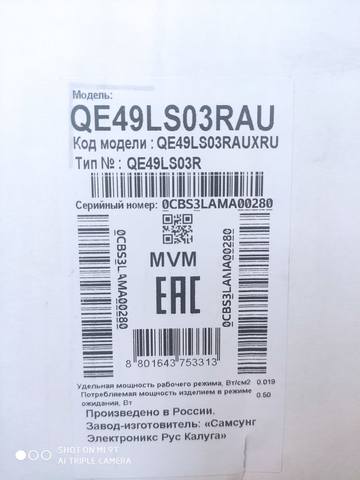 Модель:
QE49LS03RAU
Код модели : QE49LS03RAUXRU
Тип № : QE49LS03R
Серийный номер: 0CBS3LAMA00280
0CBS3LAMA00280
0CBS3LAMA00280
MVM
EAC
8 801643 753313
Удельная мощность рабочего режима, Вт/см2 0.019
Потребляемая мощность изделием в режиме
ожидания, Вт 0.50
Произведено в России.
Завод-изготовитель: «Самсунг
Электроникс Рус Калуга»
SHOT ON MI 9T
AI TRIPLE CAMERA